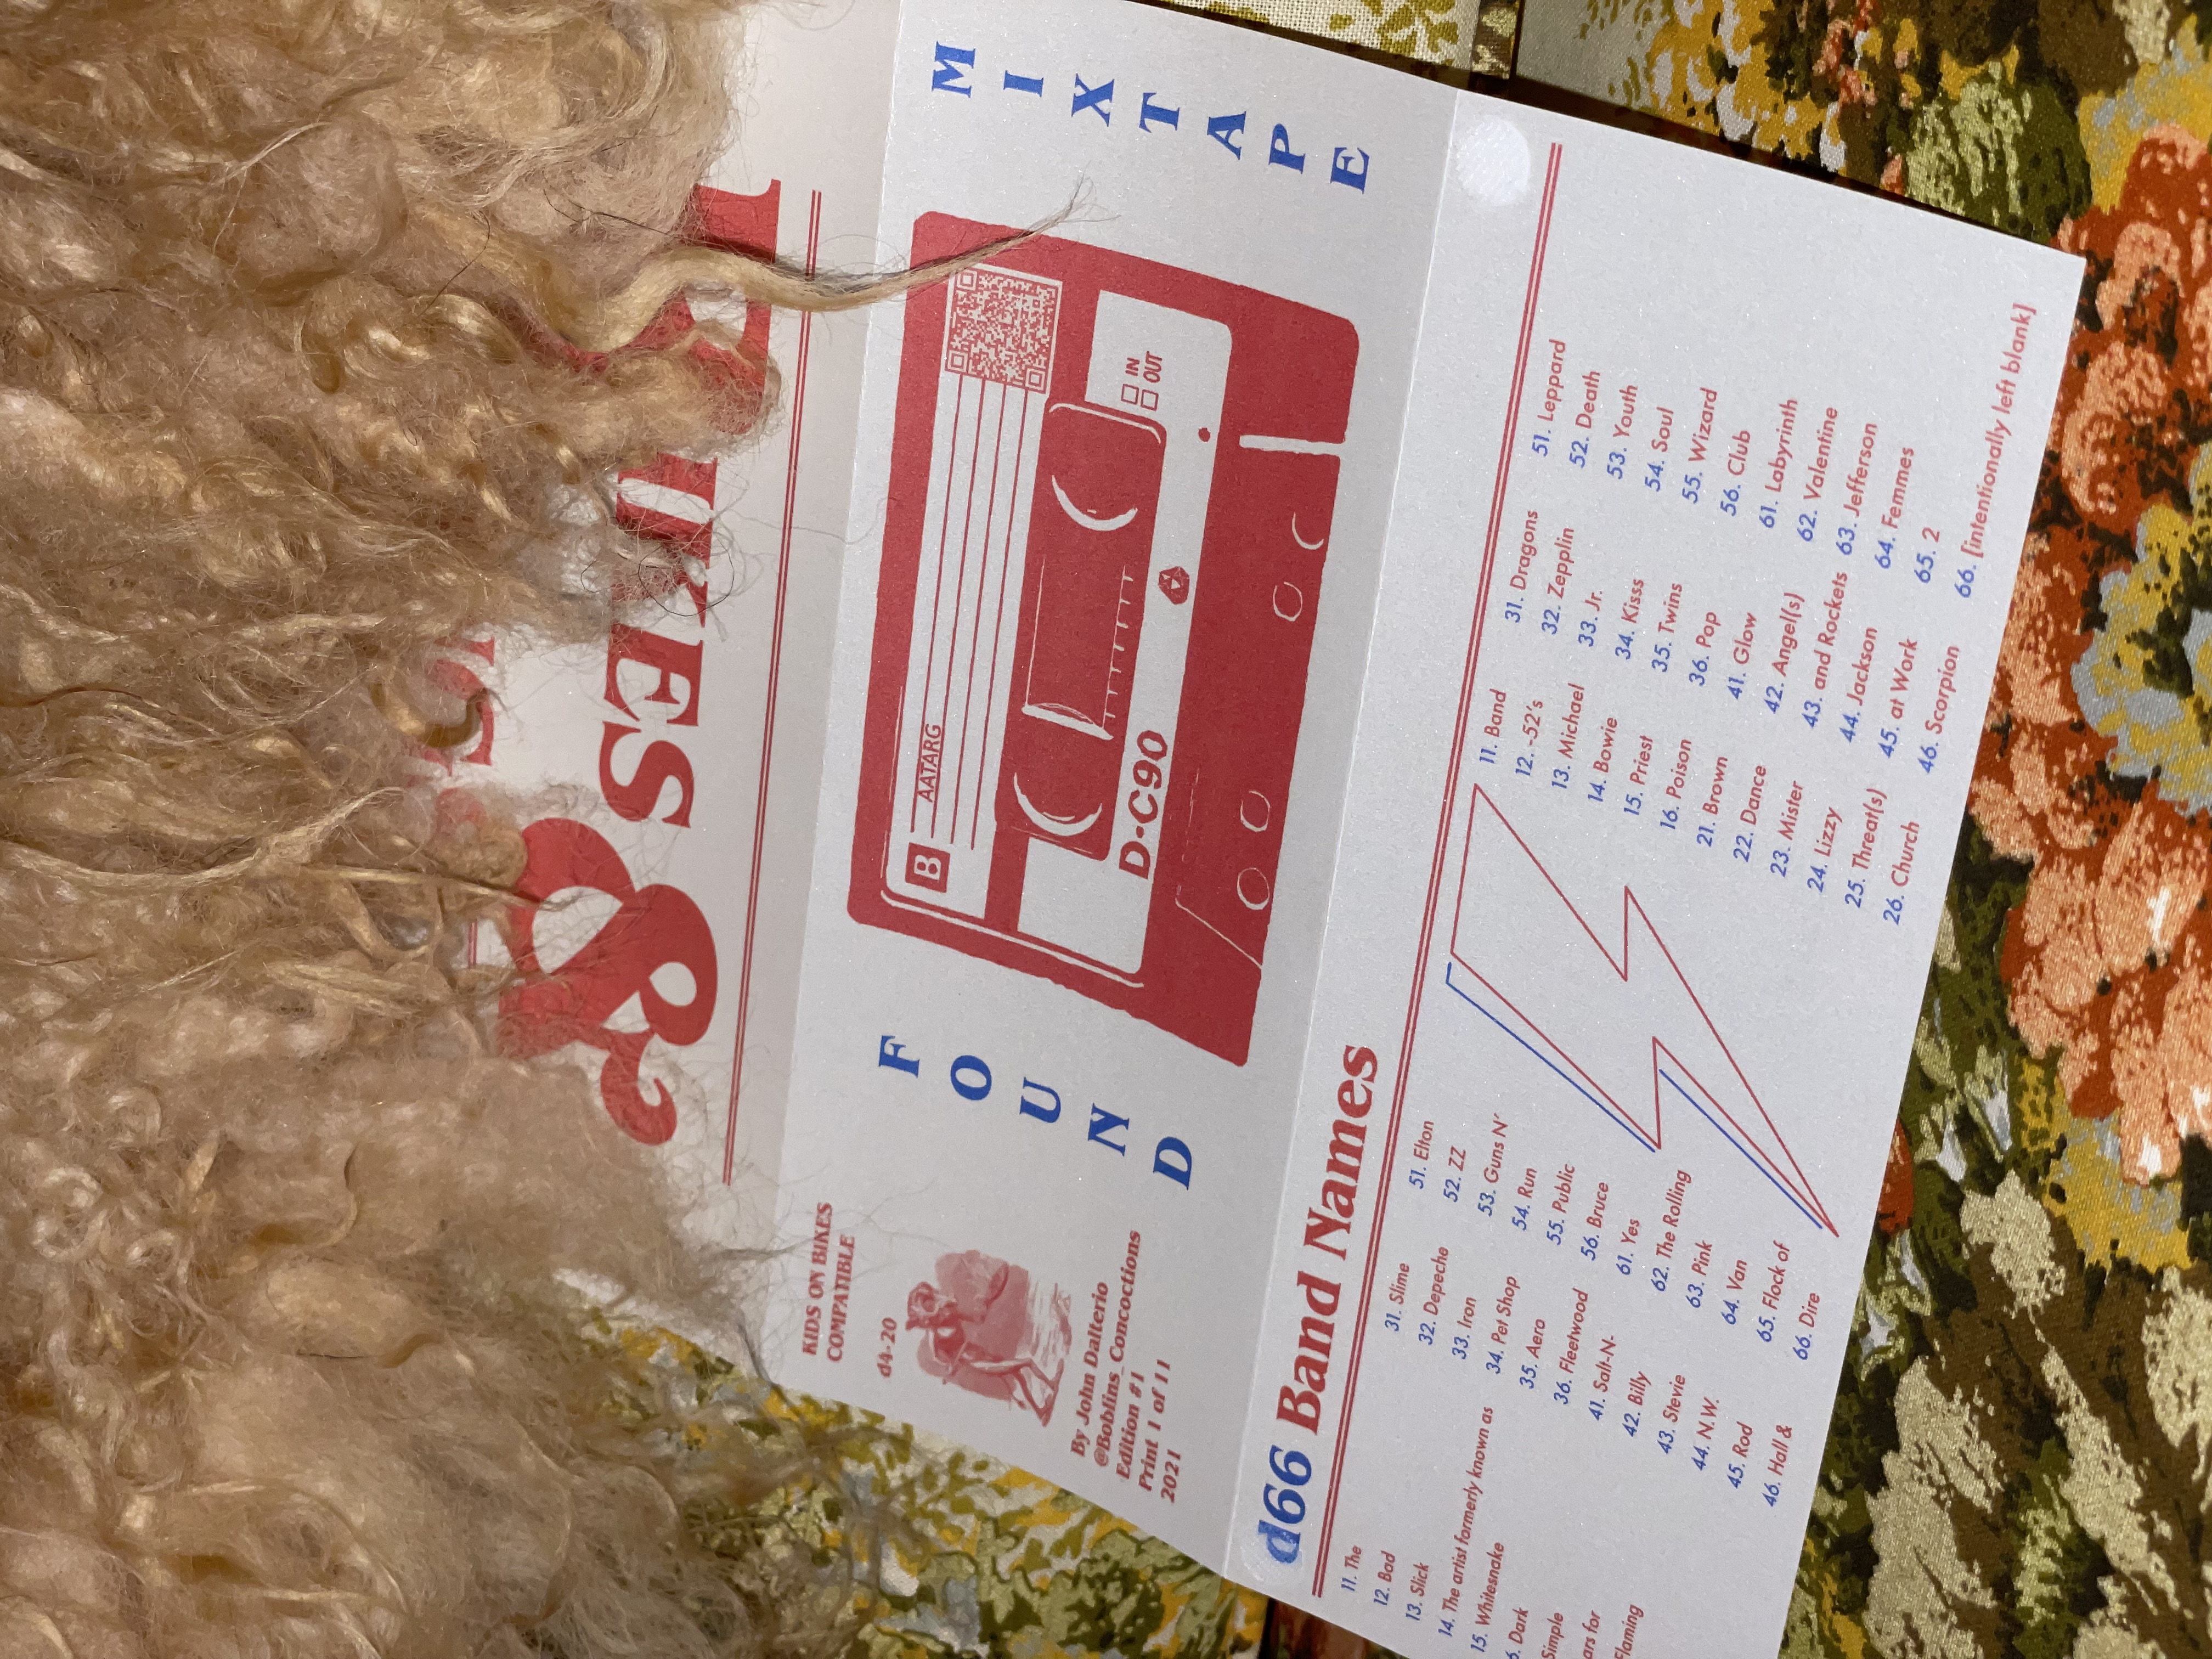 IKES
&
KIDS ON BIKES
COMPATIBLE
d4-20
By John Dalterio
@Boblins_Concoctions
Edition #1
Print 1 of 11
2021
FOUND
MIXTAPE
B
AATARG
IN
OUT
D·C90
d66 Band Names
11. The
12. Bad
13. Slick
14. The artist formerly known as
15. Whitesnake
6. Dark
Simple
ars for
Flaming
31. Slime
32. Depeche
33. Iron
34. Pet Shop
35. Aero
36. Fleetwood
41. Salt-N-
42. Billy
43. Stevie
44. N.W.
45. Rod
46. Hall &
51. Elton
52. ZZ
53. Guns N'
54. Run
55. Public
56. Bruce
61. Yes
62. The Rolling
63. Pink
64. Van
65. Flock of
66. Dire
11. Band
12. -52's
13. Michael
14. Bowie
15. Priest
16. Poison
21. Brown
22. Dance
23. Mister
24. Lizzy
25. Threat(s)
26. Church
31. Dragons
32. Zepplin
33. Jr.
34. Kisss
35. Twins
36. Pop
41. Glow
42. Angel(s)
43. and Rockets
44. Jackson
45. at Work
46. Scorpion
51. Leppard
52. Death
53. Youth
54. Soul
55. Wizard
56. Club
61. Labyrinth
62. Valentine
63. Jefferson
64. Femmes
65. 2
66. [intentionally left blank]